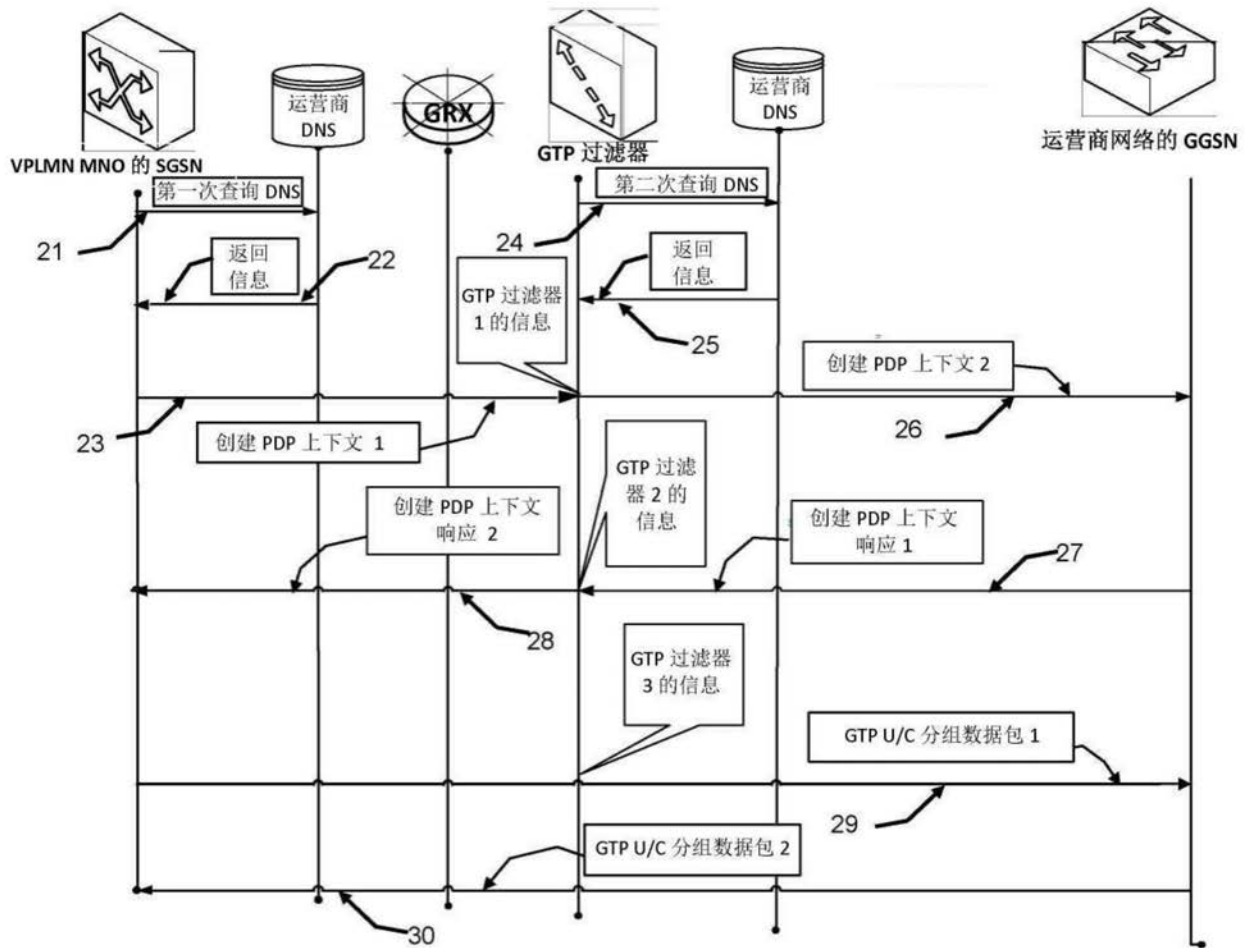 运营商
DNS
GRX
运营商
DNS
VPLMN MNO 的 SGSN
GTP 过滤器
运营商网络的 GGSN
第一次查询 DNS
第二次查询 DNS
21
24
返回
信息
22
GTP 过滤器
1 的信息
返回
信息
25
创建 PDP 上下文 2
23
创建 PDP 上下文 1
26
GTP 过滤
器 2 的
信息
创建 PDP 上下文
响应 2
创建 PDP 上下文
响应 1
27
28
GTP 过滤器
3 的信息
GTP U/C 分组数据包 1
29
GTP U/C 分组数据包 2
30